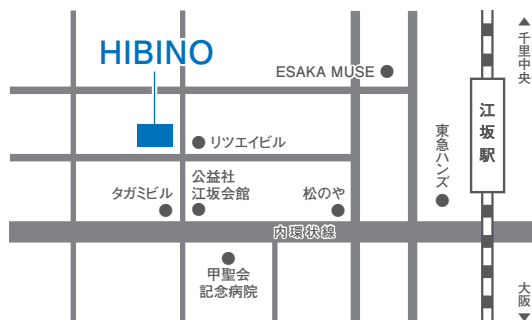 ▲千里中央
HIBINO
ESAKA MUSE
江坂駅
東急ハンズ
リツエイビル
公益社
江坂会館
タガミビル
松のや
内環状線
甲聖会
記念病院
大阪▼